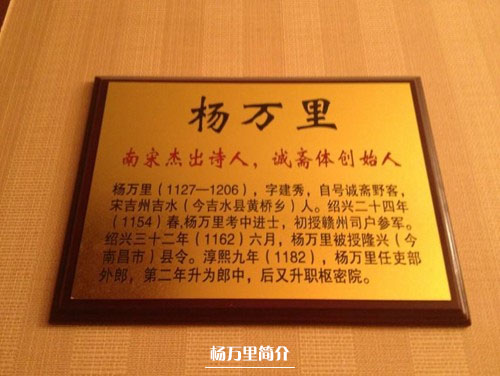 杨万里
南宋杰出诗人，诚斋体创始人
杨万里（1127—1206），字建秀，自号诚斋野客，
宋吉州吉水（今吉水县黄桥乡）人。绍兴二十四年
（1154）春,杨万里考中进士，初授赣州司户参军。
绍兴三十二年（1162）六月，杨万里被授隆兴（今
南昌市）县令。淳熙九年（1182），杨万里任吏部
外郎，第二年升为郎中，后又升职枢密院。
杨万里简介